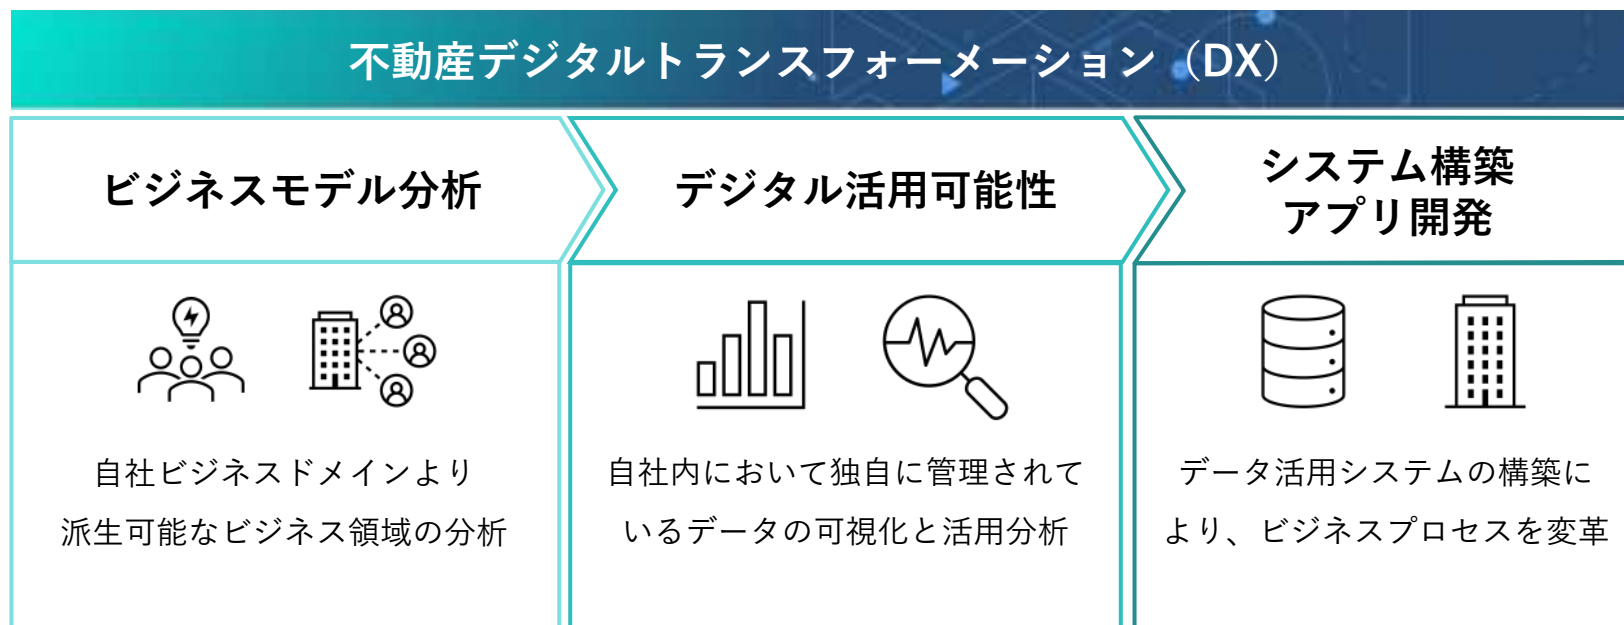 不動産デジタルトランスフォーメーション（DX）
ビジネスモデル分析
デジタル活用可能性
システム構築
アプリ開発
自社ビジネスドメインより
派生可能なビジネス領域の分析
自社内において独自に管理されて
いるデータの可視化と活用分析
データ活用システムの構築に
より、ビジネスプロセスを変革